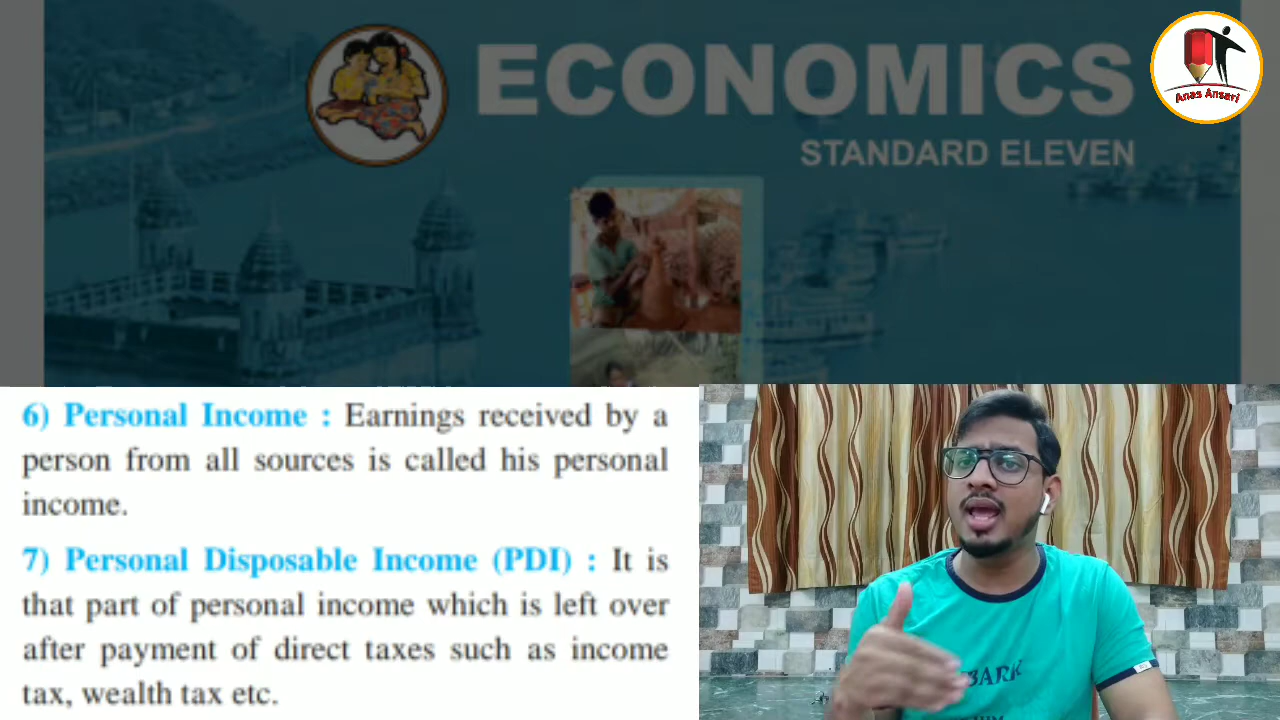 ECONOMICS
STANDARD ELEVEN
Anas Ansari
6) Personal Income : Earnings received by a
person from all sources is called his personal
income.
7) Personal Disposable Income (PDI) : It is
that part of personal income which is left over
after payment of direct taxes such as income
tax, wealth tax etc.